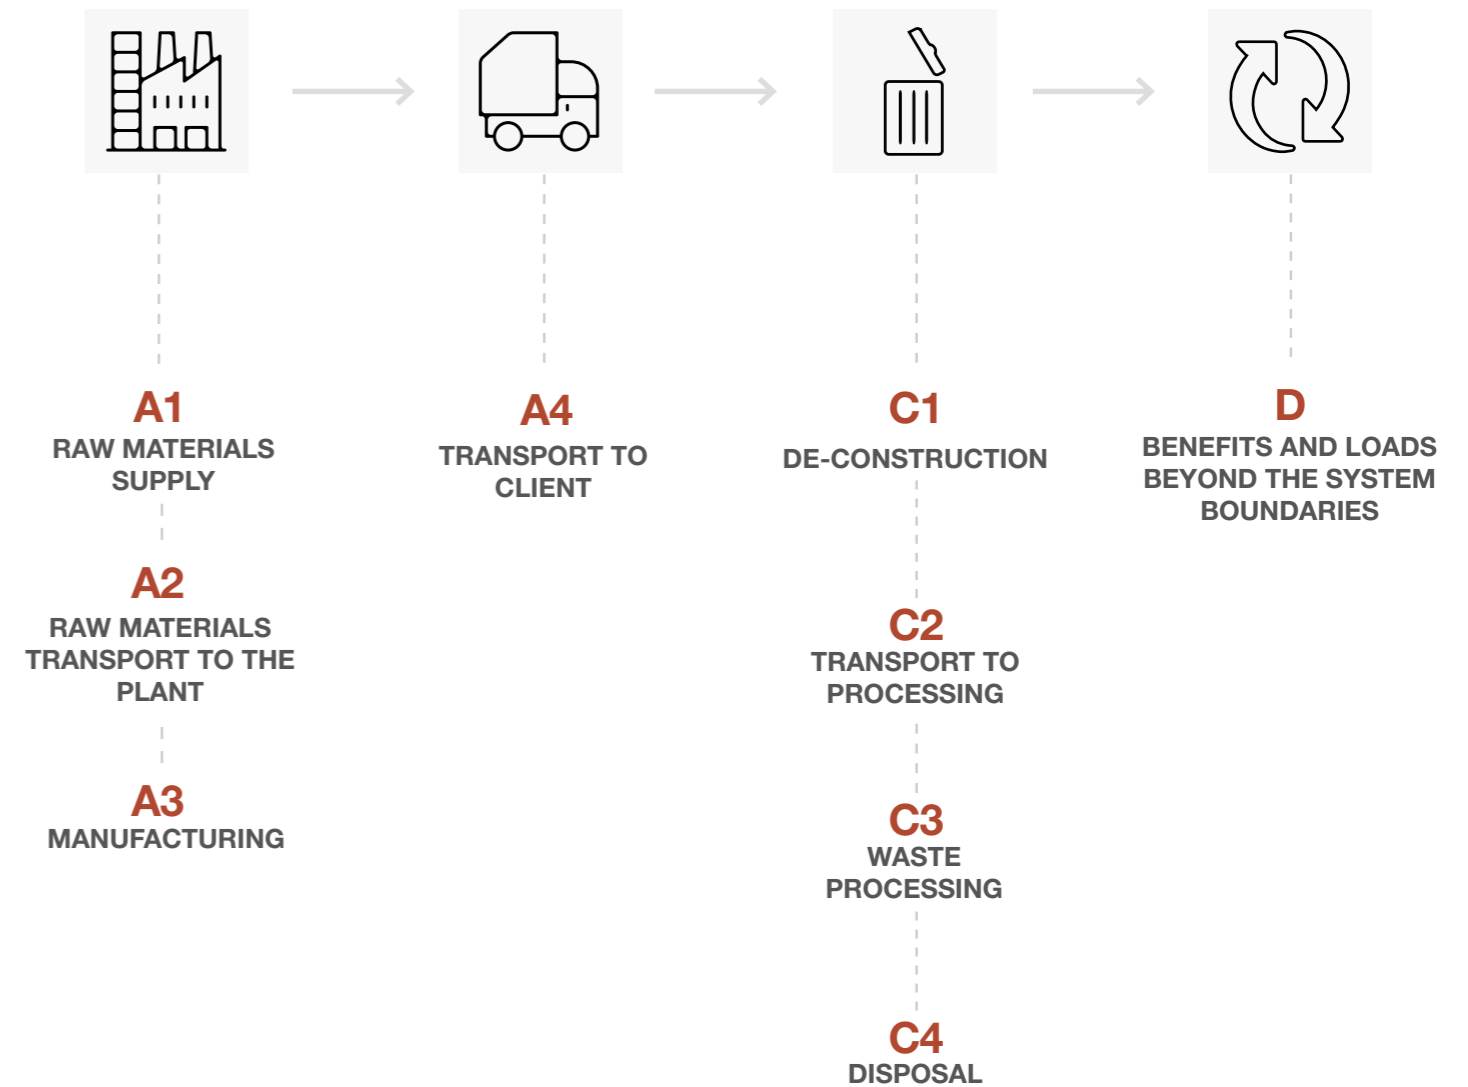 A1
RAW MATERIALS
SUPPLY
A2
RAW MATERIALS
TRANSPORT TO THE
PLANT
A3
MANUFACTURING
A4
TRANSPORT TO
CLIENT
C1
DE-CONSTRUCTION
C2
TRANSPORT TO
PROCESSING
C3
WASTE
PROCESSING
C4
DISPOSAL
D
BENEFITS AND LOADS
BEYOND THE SYSTEM
BOUNDARIES